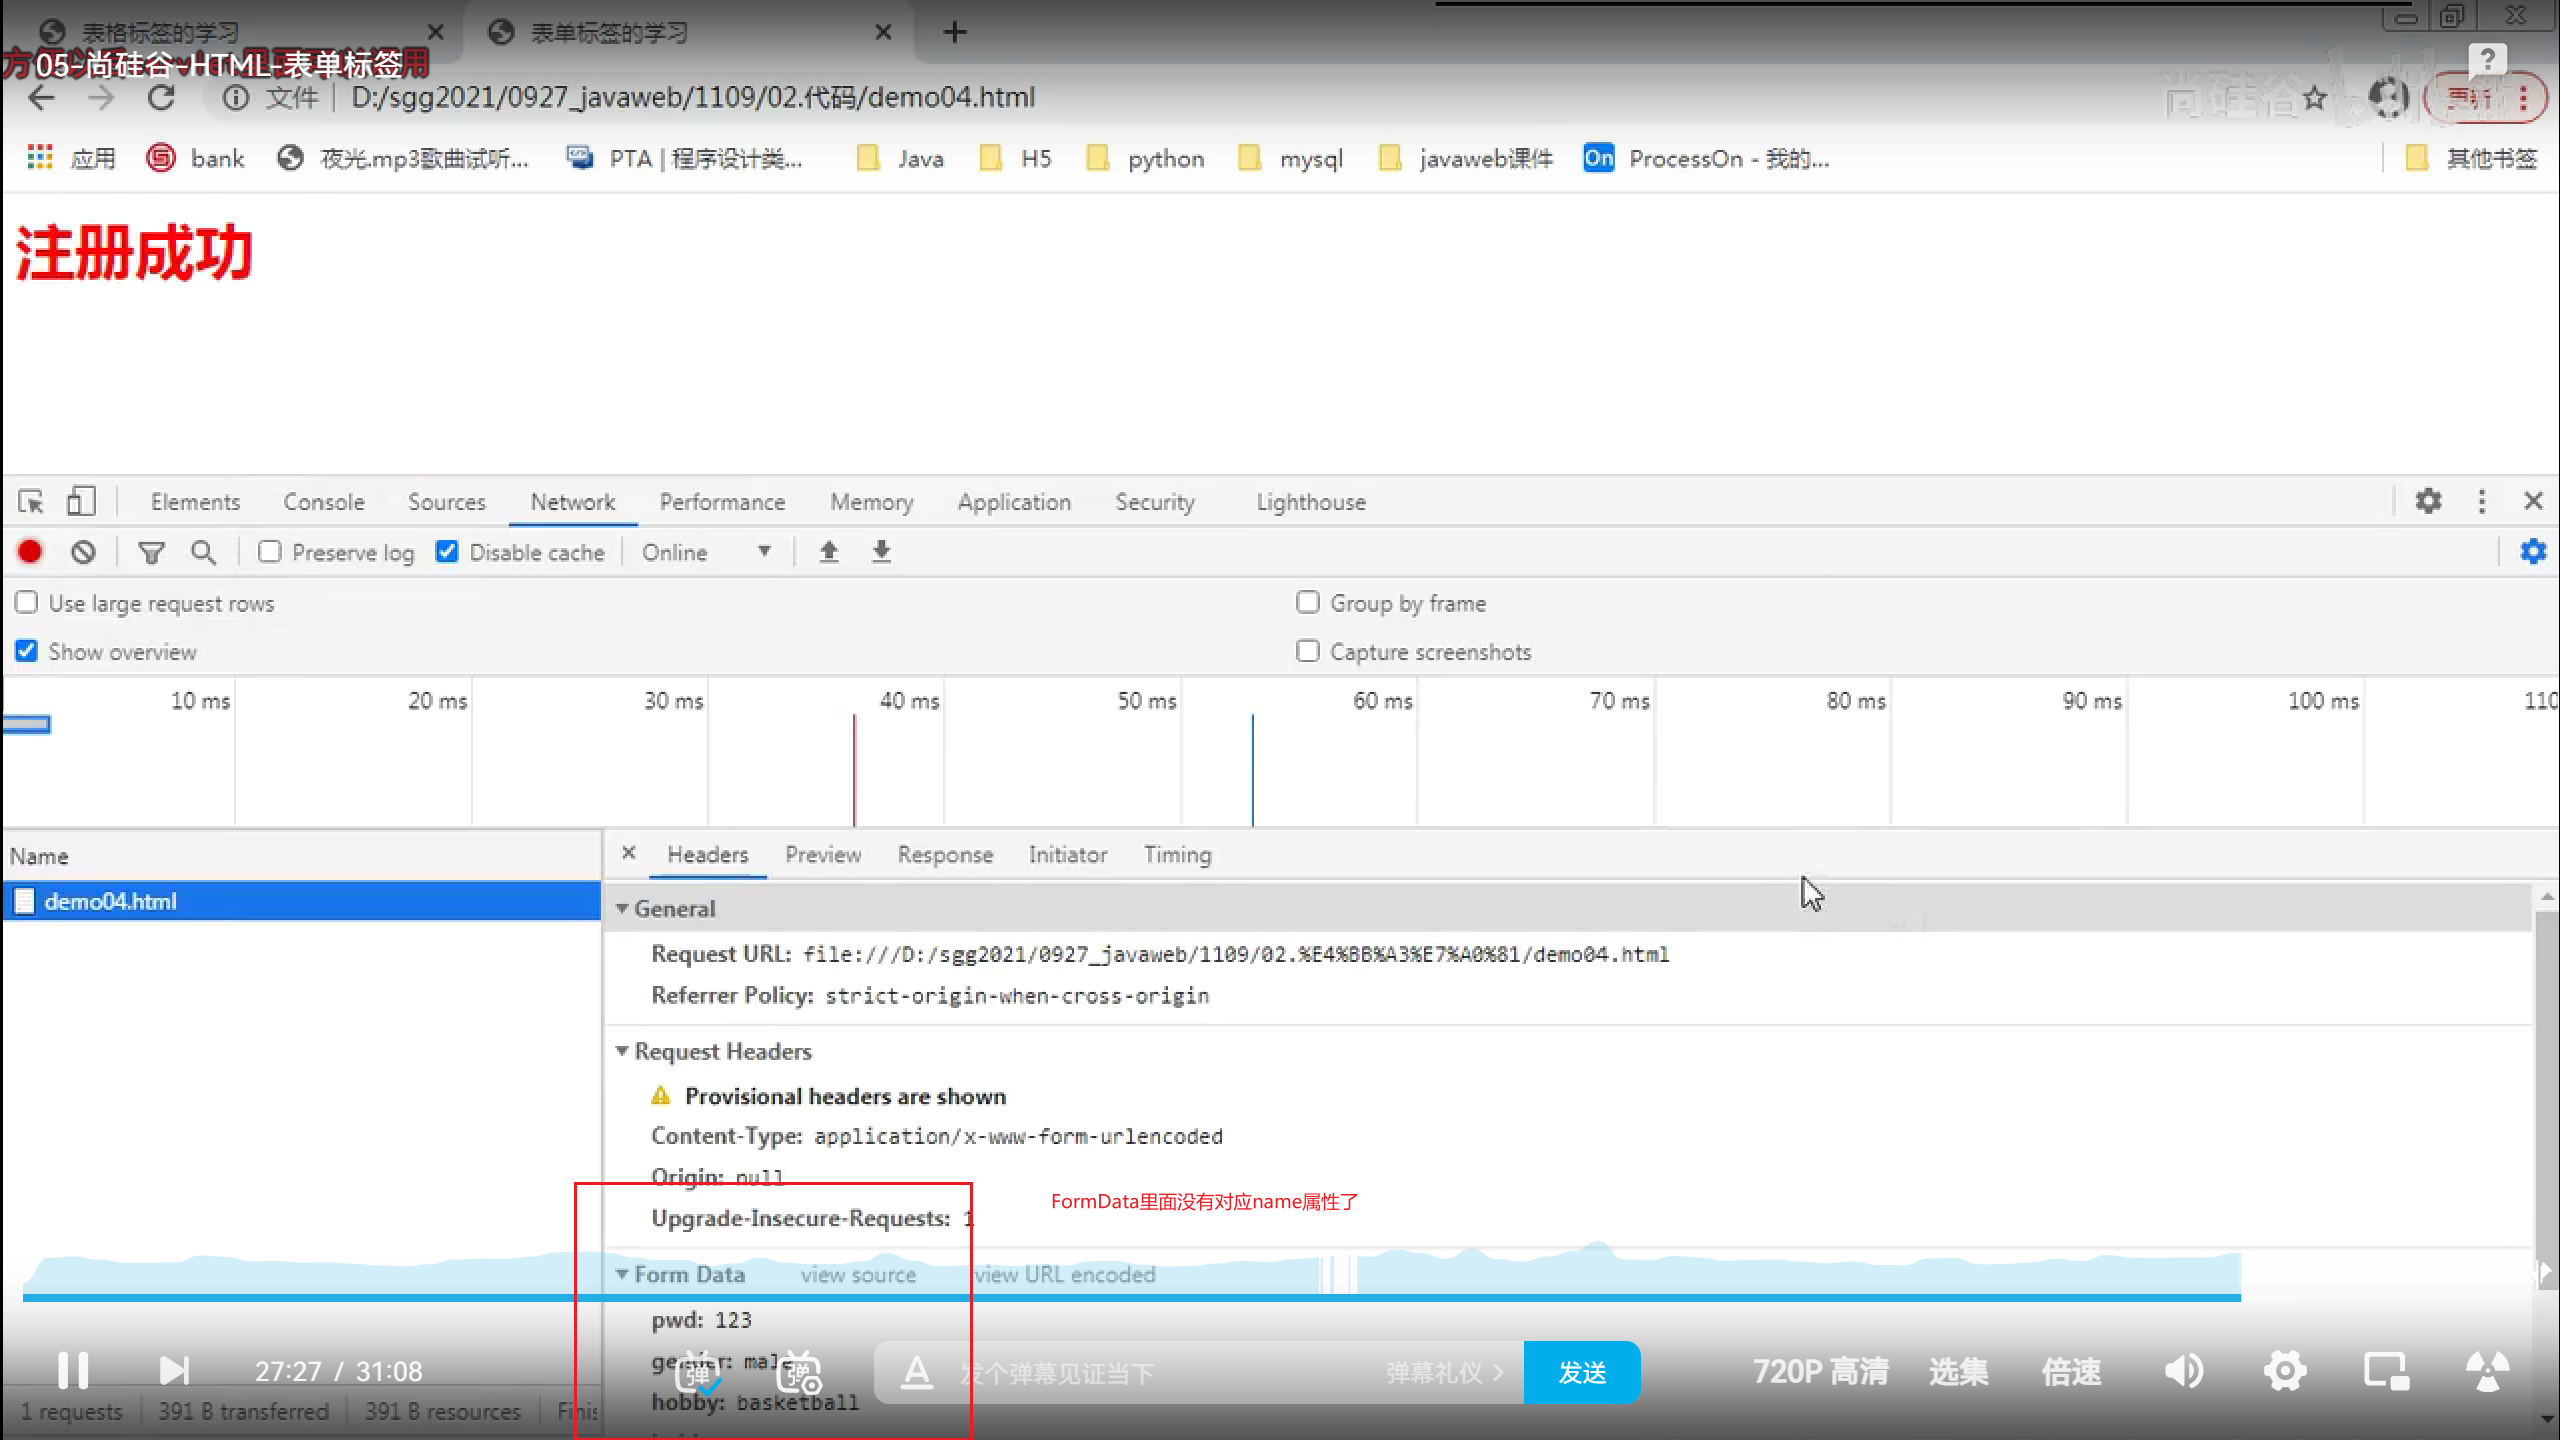 表格标签的学习
表单标签的学习
05-尚硅谷-HTML-表单标签
文件 D:/sgg2021/0927_javaweb/1109/02.代码/demo04.html
尚硅谷
更新
应用 bank 夜光.mp3歌曲试听... PTA | 程序设计类... Java H5 python mysql javaweb课件 On ProcessOn - 我的... 其他书签
注册成功
Elements Console Sources Network Performance Memory Application Security Lighthouse
Preserve log Disable cache Online
Use large request rows Group by frame
Show overview Capture screenshots
10 ms 20 ms 30 ms 40 ms 50 ms 60 ms 70 ms 80 ms 90 ms 100 ms 110
Name
Headers Preview Response Initiator Timing
demo04.html
General
Request URL: file:///D:/sgg2021/0927_javaweb/1109/02.%E4%BB%A3%E7%A0%81/demo04.html
Referrer Policy: strict-origin-when-cross-origin
Request Headers
Provisional headers are shown
Content-Type: application/x-www-form-urlencoded
Origin: null
FormData里面没有对应name属性了
Upgrade-Insecure-Requests: 1
Form Data view source view URL encoded
pwd: 123
gender: male
27:27 / 31:08
弹 弹 A 发个弹幕见证当下 弹幕礼仪 > 发送 720P 高清 选集 倍速
hobby: basketball
1 requests 391 B transferred 391 B resources Finis